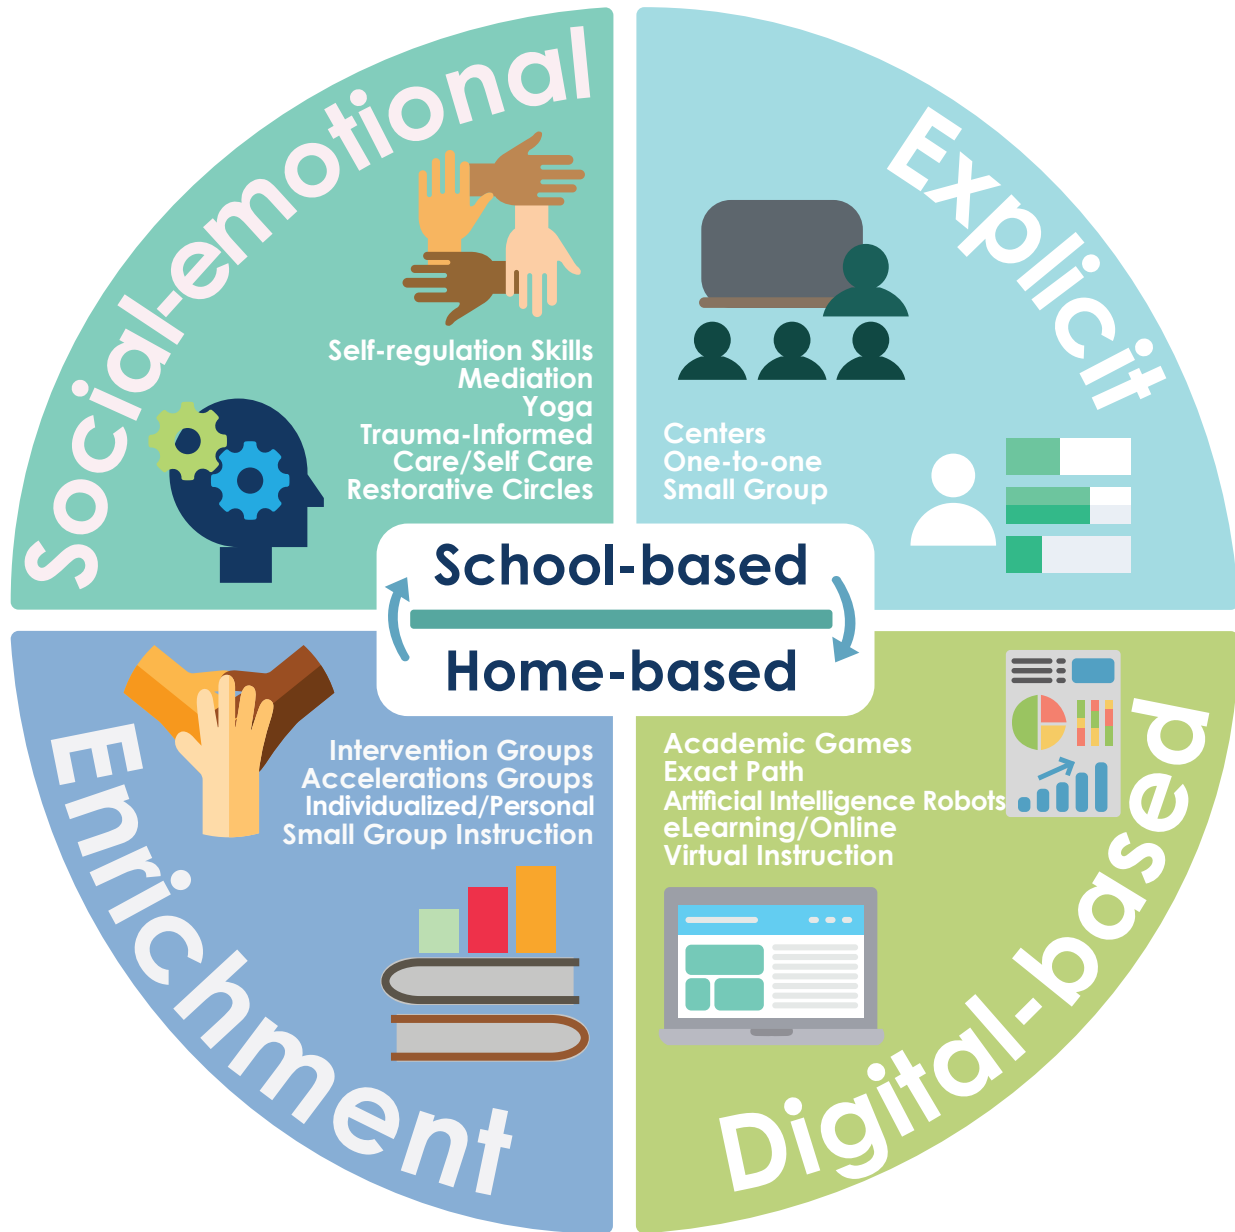 Social-emotional
Self-regulation Skills
Mediation
Yoga
Trauma-Informed
Care/Self Care
Restorative Circles
Explicit
Centers
One-to-one
Small Group
School-based
Home-based
Enrichment
Intervention Groups
Accelerations Groups
Individualized/Personal
Small Group Instruction
Digital-based
Academic Games
Exact Path
Artificial Intelligence Robots
eLearning/Online
Virtual Instruction